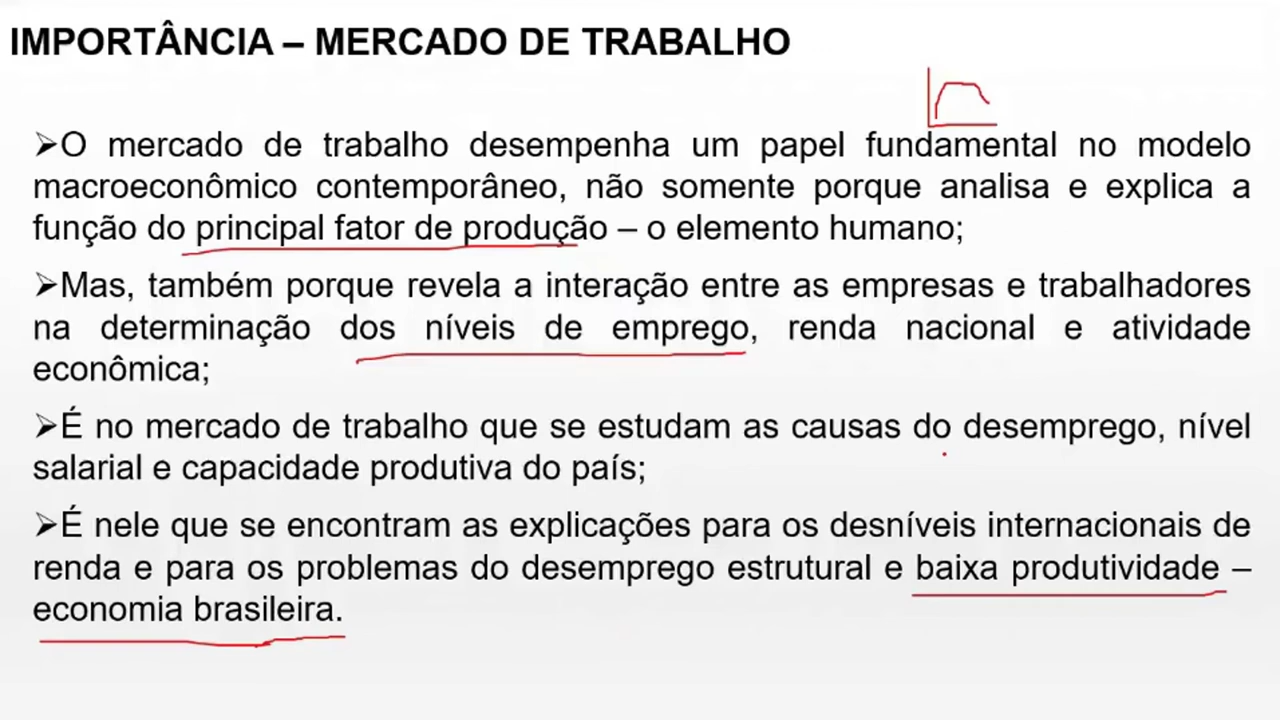 IMPORTÂNCIA – MERCADO DE TRABALHO
➢O mercado de trabalho desempenha um papel fundamental no modelo
macroeconômico contemporâneo, não somente porque analisa e explica a
função do principal fator de produção – o elemento humano;
➢Mas, também porque revela a interação entre as empresas e trabalhadores
na determinação dos níveis de emprego, renda nacional e atividade
econômica;
➢É no mercado de trabalho que se estudam as causas do desemprego, nível
salarial e capacidade produtiva do país;
➢É nele que se encontram as explicações para os desníveis internacionais de
renda e para os problemas do desemprego estrutural e baixa produtividade –
economia brasileira.